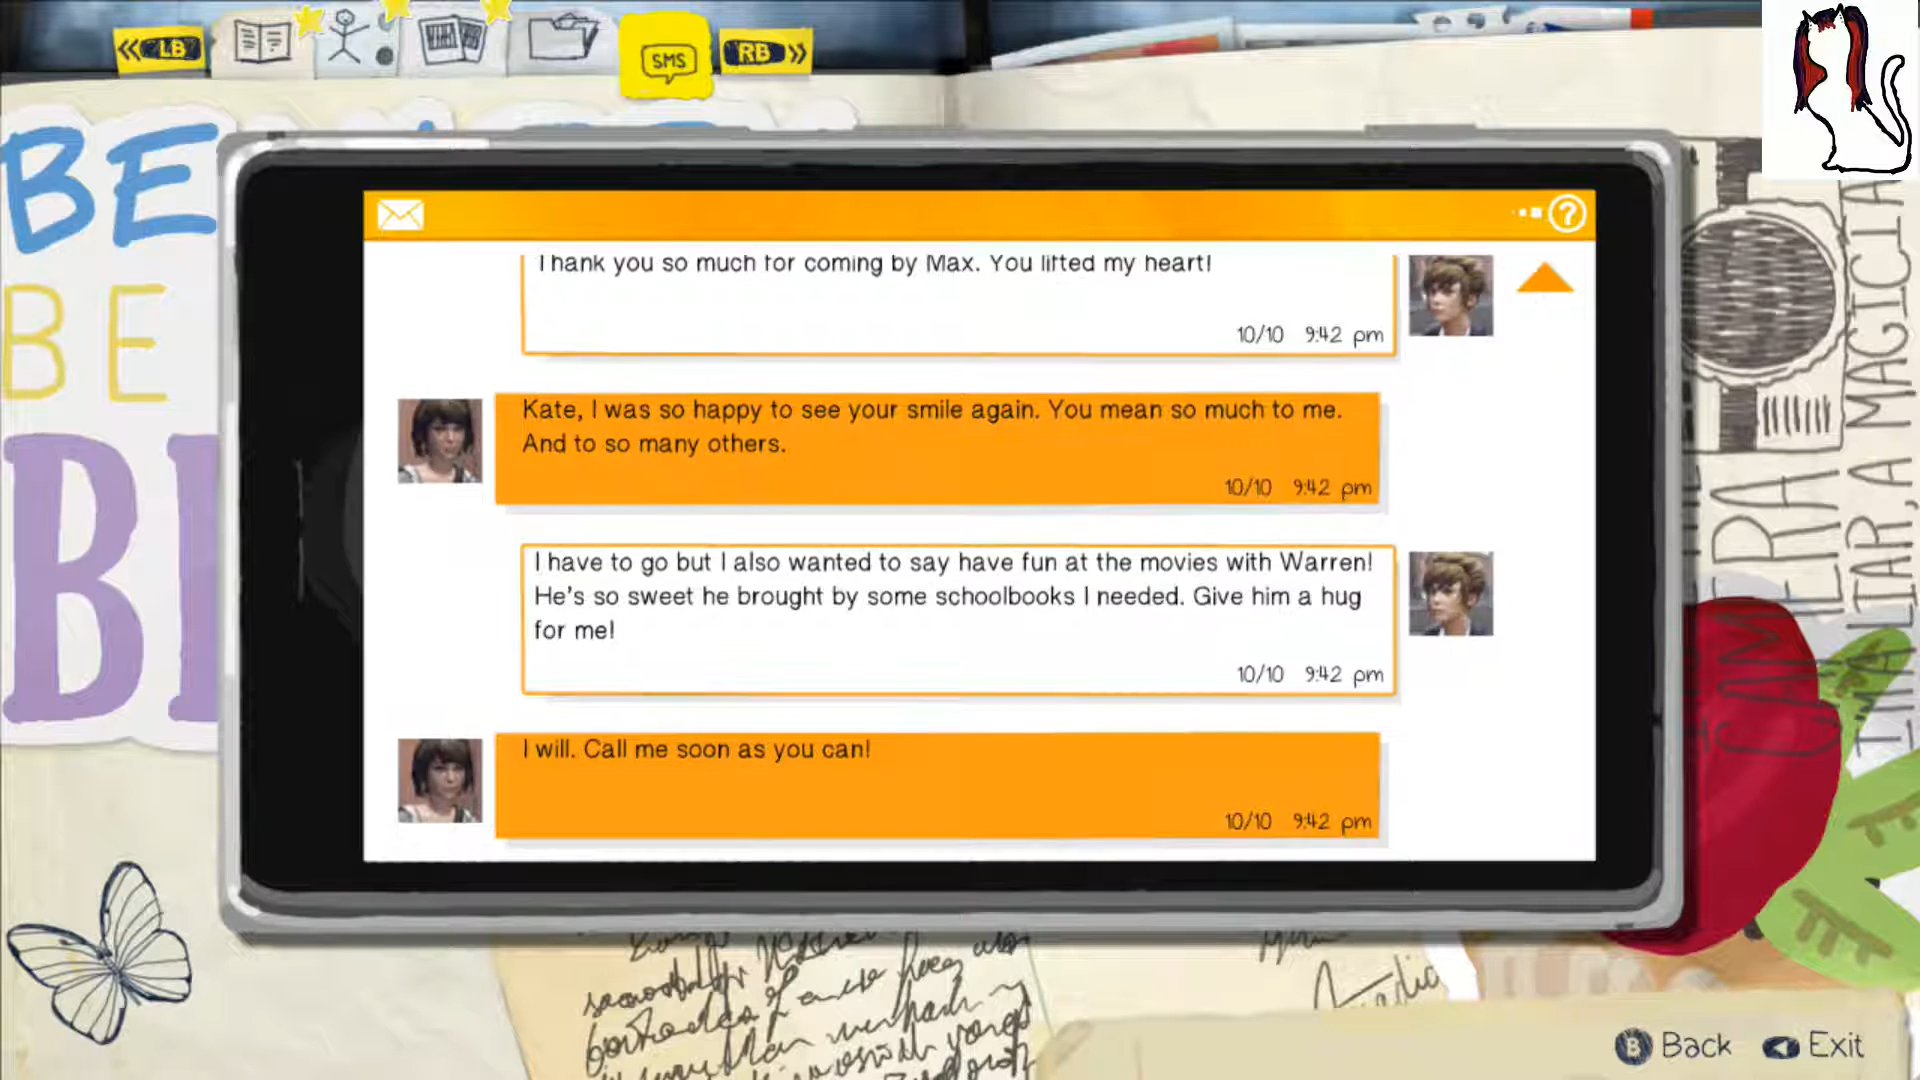 LB
SMS
RB
BE
BE
Thank you so much for coming by Max. You lifted my heart!
10/10 9:42 pm
Kate, I was so happy to see your smile again. You mean so much to me.
And to so many others.
10/10 9:42 pm
I have to go but I also wanted to say have fun at the movies with Warren!
He's so sweet he brought by some schoolbooks I needed. Give him a hug
for me!
10/10 9:42 pm
I will. Call me soon as you can!
10/10 9:42 pm
?
CAMERA
I'M A LIAR, A MAGICIA
B Back
Exit